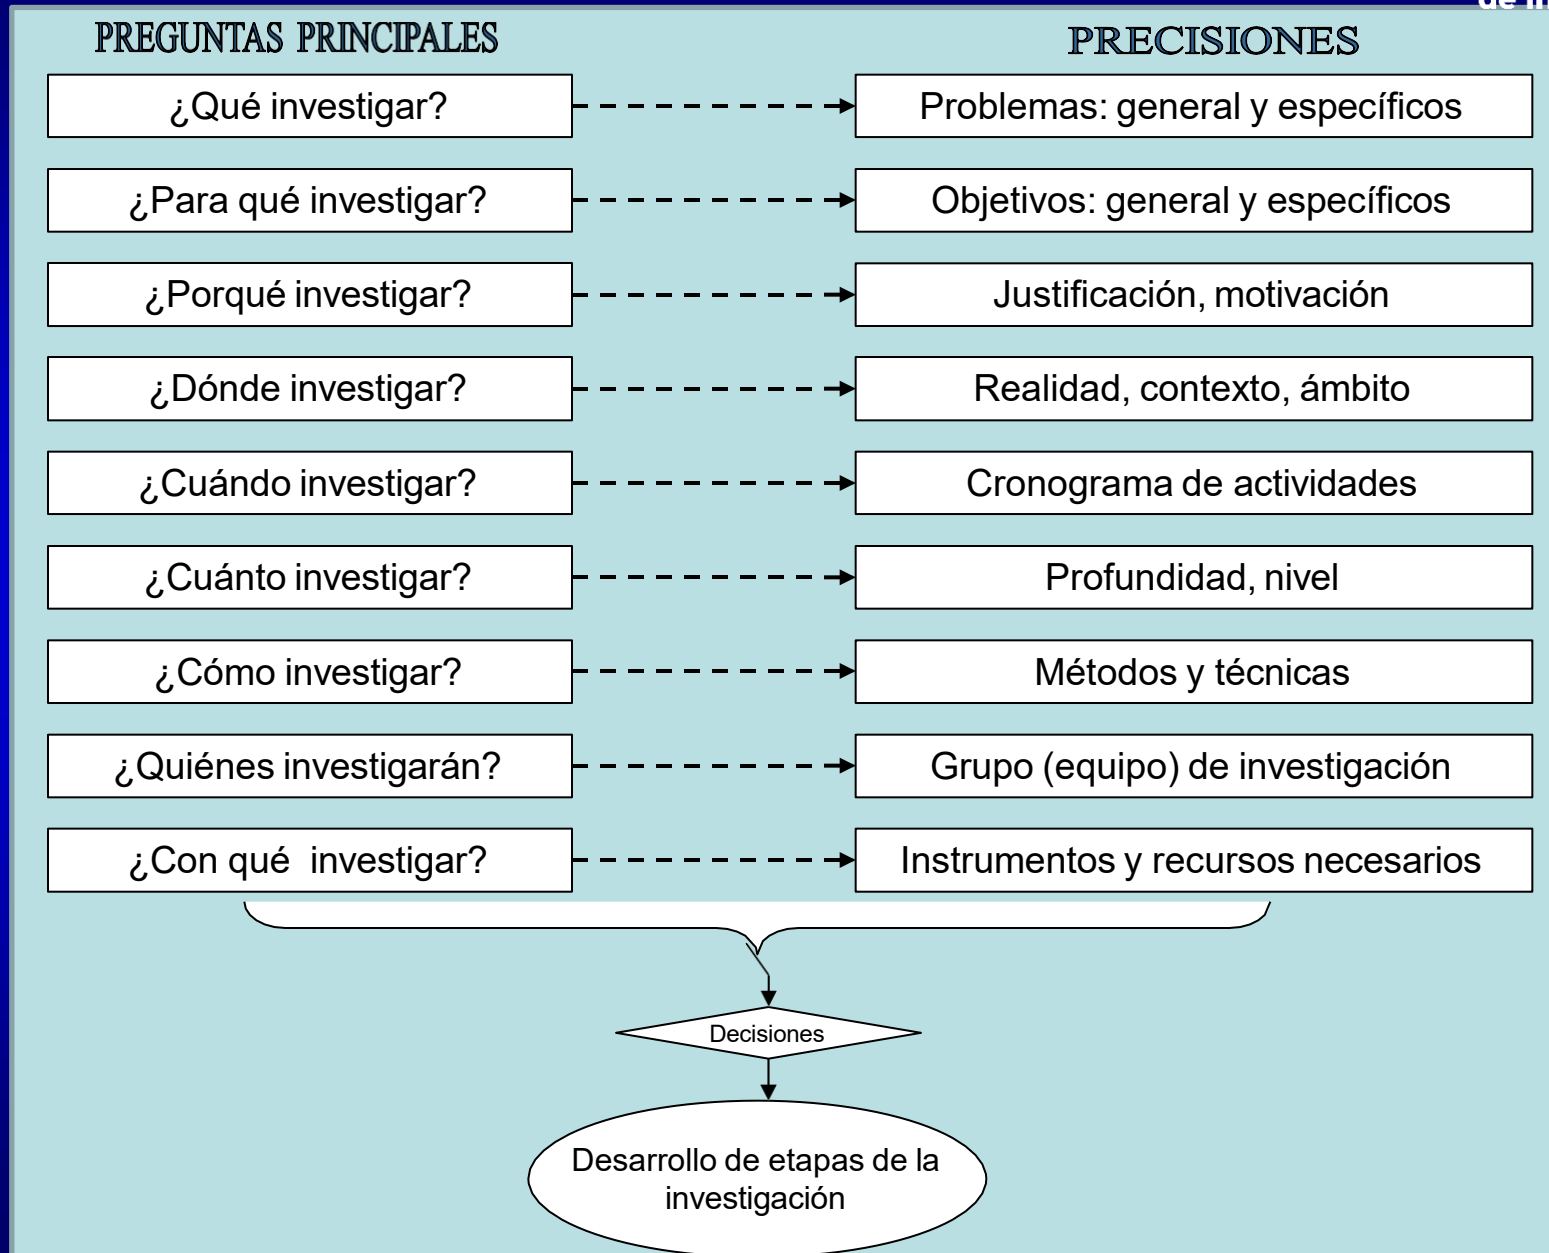 PREGUNTAS PRINCIPALES
PRECISIONES
¿Qué investigar?
Problemas: general y específicos
¿Para qué investigar?
Objetivos: general y específicos
¿Porqué investigar?
Justificación, motivación
¿Dónde investigar?
Realidad, contexto, ámbito
¿Cuándo investigar?
Cronograma de actividades
¿Cuánto investigar?
Profundidad, nivel
¿Cómo investigar?
Métodos y técnicas
¿Quiénes investigarán?
Grupo (equipo) de investigación
¿Con qué  investigar?
Instrumentos y recursos necesarios
Decisiones
Desarrollo de etapas de la
investigación